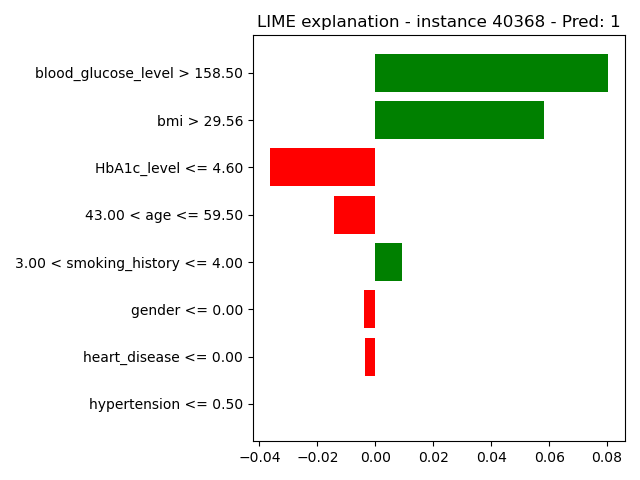 LIME explanation - instance 40368 - Pred: 1
blood_glucose_level > 158.50
bmi > 29.56
HbA1c_level <= 4.60
43.00 < age <= 59.50
3.00 < smoking_history <= 4.00
gender <= 0.00
heart_disease <= 0.00
hypertension <= 0.50
−0.04 −0.02 0.00 0.02 0.04 0.06 0.08